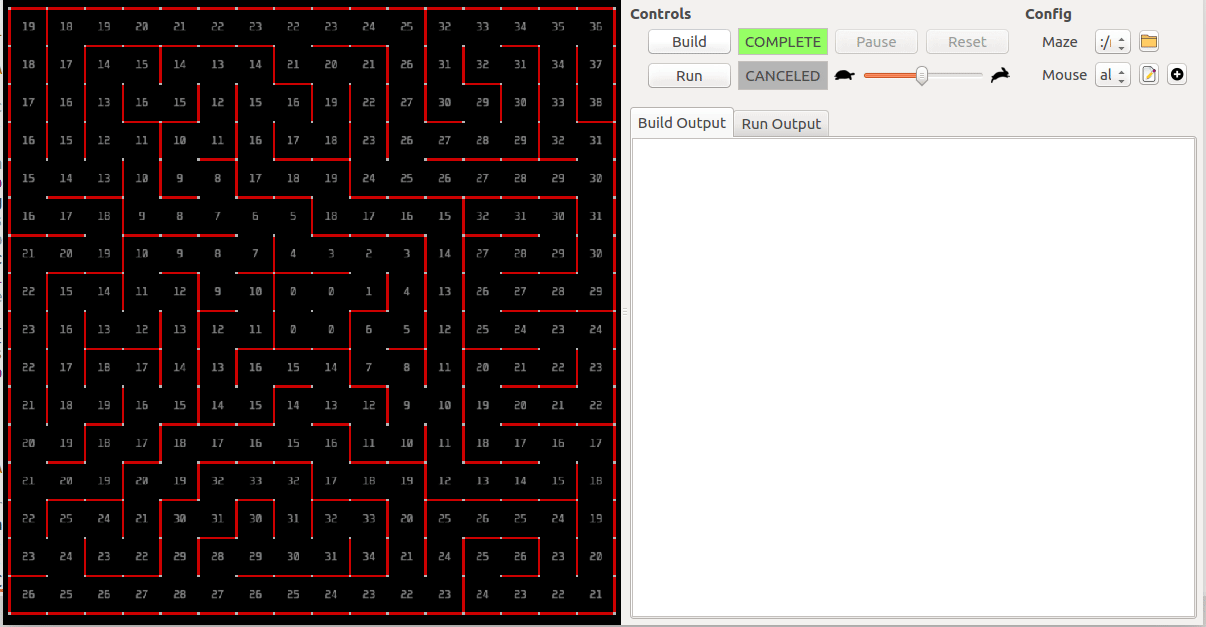 Controls
Config
Build COMPLETE Pause Reset
Maze :/
Run CANCELED
Mouse al
Build Output Run Output
19 18 19 20 21 22 23 22 23 24 25 32 33 34 35 36
18 17 14 15 14 13 14 21 20 21 26 31 32 31 34 37
17 16 13 16 15 12 15 16 19 22 27 30 29 30 33 38
16 15 12 11 10 11 16 17 18 23 26 27 28 29 32 31
15 14 13 10 9 8 17 18 19 24 25 26 27 28 29 30
16 17 18 9 8 7 6 5 18 17 16 15 32 31 30 31
21 20 19 10 9 8 7 4 3 2 3 14 27 28 29 30
22 15 14 11 12 9 10 0 0 1 4 13 26 27 28 29
23 16 13 12 13 12 11 0 0 6 5 12 25 24 23 24
22 17 18 17 14 13 16 15 14 7 8 11 20 21 22 23
21 18 19 16 15 14 15 14 13 12 9 10 19 20 21 22
20 19 18 17 18 17 16 15 16 11 10 11 18 17 16 17
21 20 19 20 19 32 33 32 17 18 19 12 13 14 15 18
22 25 24 21 30 31 30 31 32 33 20 25 26 25 24 19
23 24 23 22 29 28 29 30 31 34 21 24 25 26 23 20
26 25 26 27 28 27 26 25 24 23 22 23 24 23 22 21